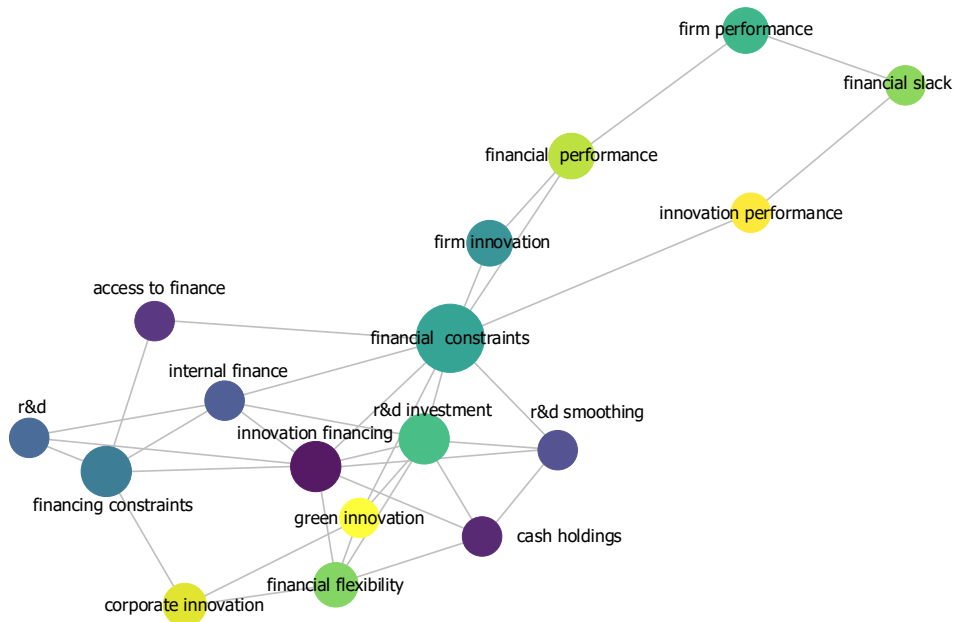 firm performance
financial slack
financial performance
innovation performance
firm innovation
access to finance
financial constraints
internal finance
r&d
r&d investment
r&d smoothing
innovation financing
financing constraints
green innovation
cash holdings
financial flexibility
corporate innovation